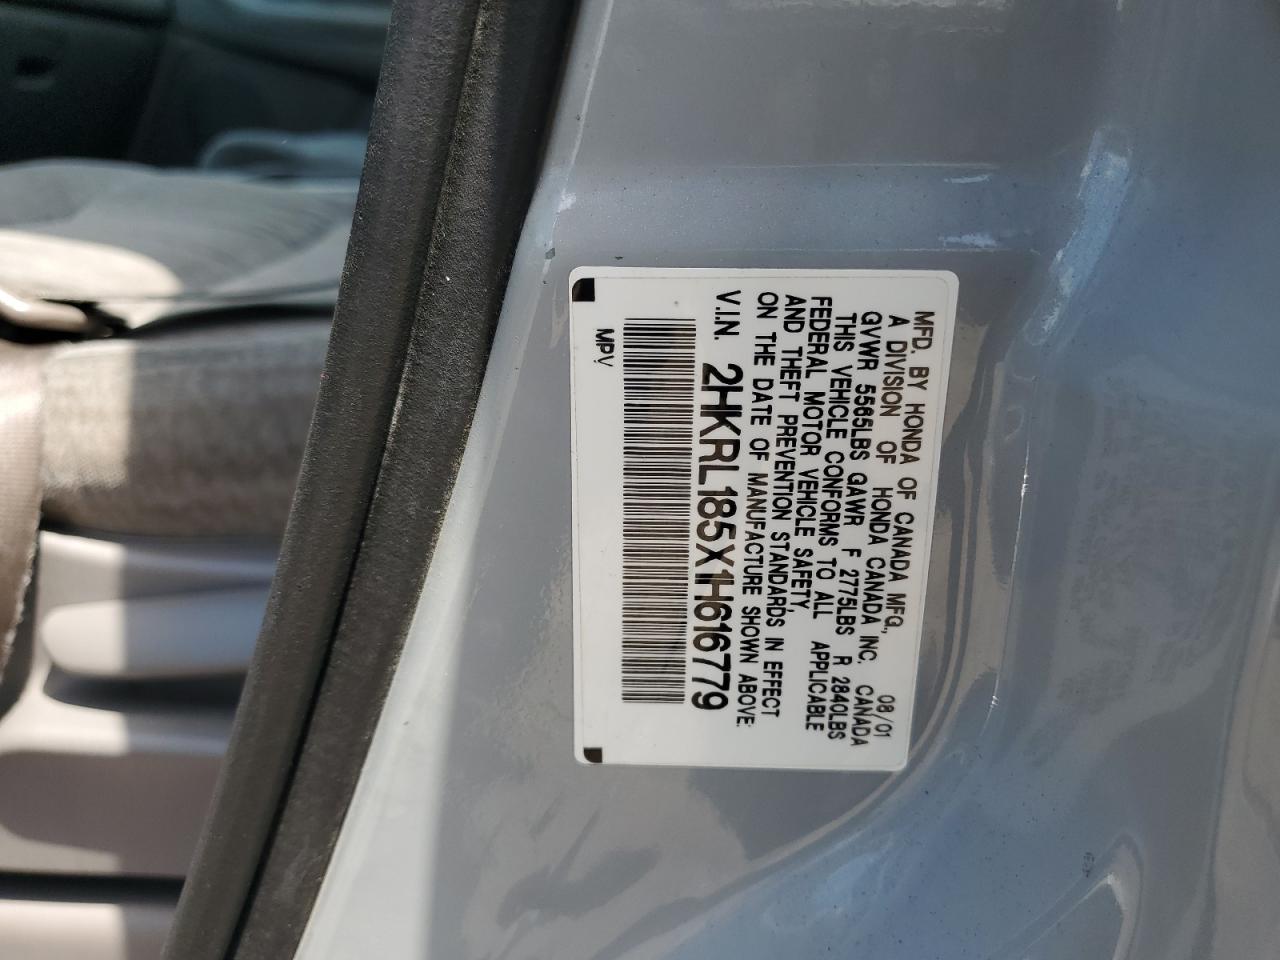 MFD. BY HONDA OF CANADA MFG., 08/01
A DIVISION OF HONDA CANADA INC. CANADA
GVWR 5565LBS GAWR F 2775LBS R 2840LBS
THIS VEHICLE CONFORMS TO ALL APPLICABLE
FEDERAL MOTOR VEHICLE SAFETY,
AND THEFT PREVENTION STANDARDS IN EFFECT
ON THE DATE OF MANUFACTURE SHOWN ABOVE.
V.I.N. 2HKRL185X1H616779
MPV